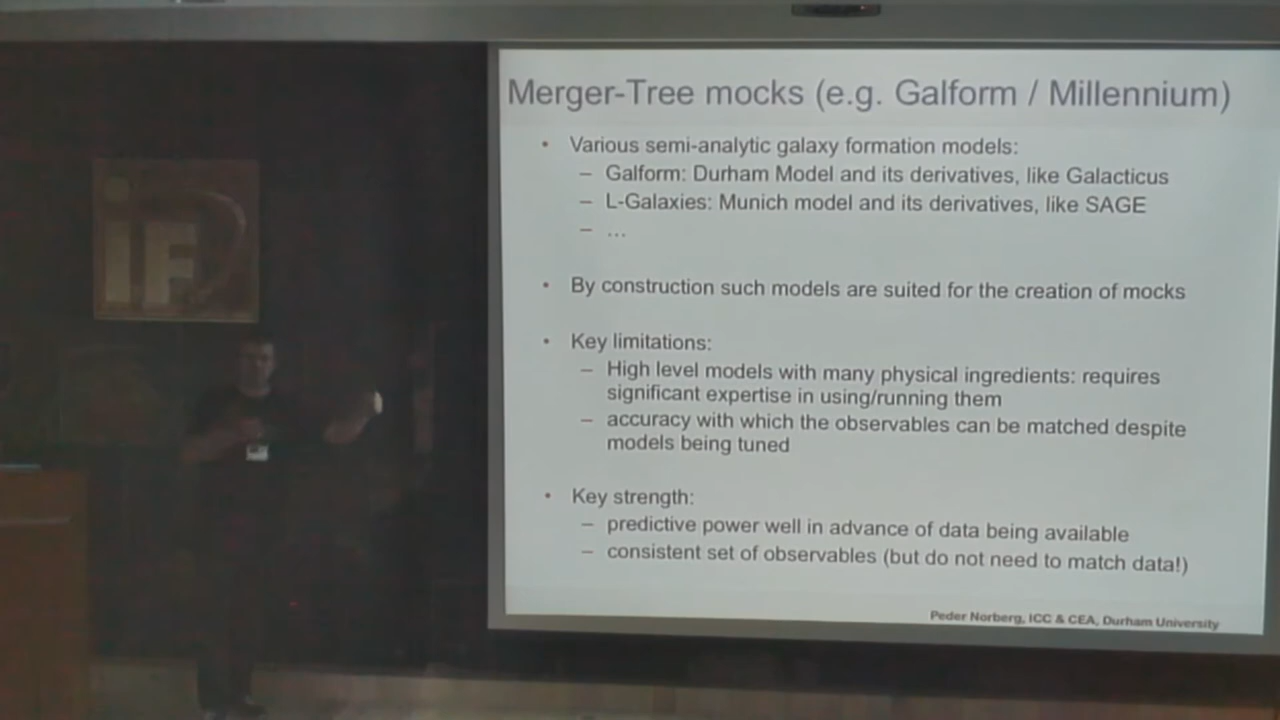 Merger-Tree mocks (e.g. Galform / Millennium)
• Various semi-analytic galaxy formation models:
– Galform: Durham Model and its derivatives, like Galacticus
– L-Galaxies: Munich model and its derivatives, like SAGE
– ...
• By construction such models are suited for the creation of mocks
• Key limitations:
– High level models with many physical ingredients: requires
significant expertise in using/running them
– accuracy with which the observables can be matched despite
models being tuned
• Key strength:
– predictive power well in advance of data being available
– consistent set of observables (but do not need to match data!)
Peder Norberg, ICC & CEA, Durham University